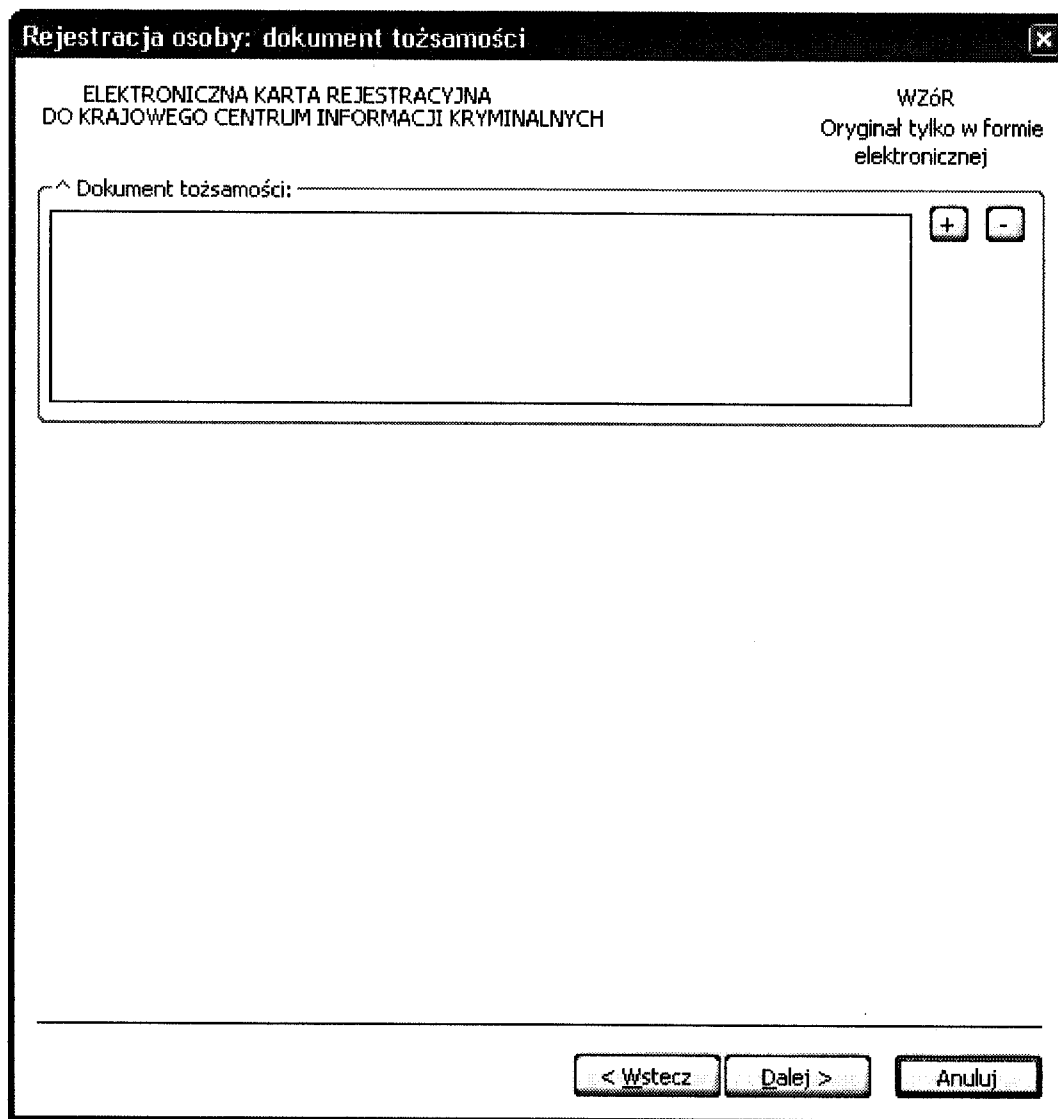 Rejestracja osoby: dokument tożsamości
ELEKTRONICZNA KARTA REJESTRACYJNA
DO KRAJOWEGO CENTRUM INFORMACJI KRYMINALNYCH
WZóR
Oryginał tylko w formie
elektronicznej
^ Dokument tożsamości:
+ -
< Wstecz Dalej > Anuluj